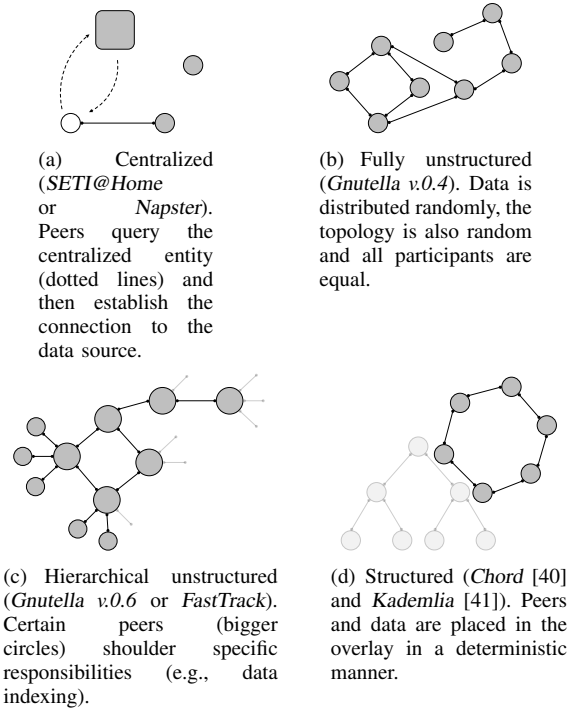 (a) Centralized
(SETI@Home
or Napster).
Peers query the
centralized entity
(dotted lines) and
then establish the
connection to the
data source.
(b) Fully unstructured
(Gnutella v.0.4). Data is
distributed randomly, the
topology is also random
and all participants are
equal.
(c) Hierarchical unstructured
(Gnutella v.0.6 or FastTrack).
Certain peers (bigger
circles) shoulder specific
responsibilities (e.g., data
indexing).
(d) Structured (Chord [40]
and Kademlia [41]). Peers
and data are placed in the
overlay in a deterministic
manner.